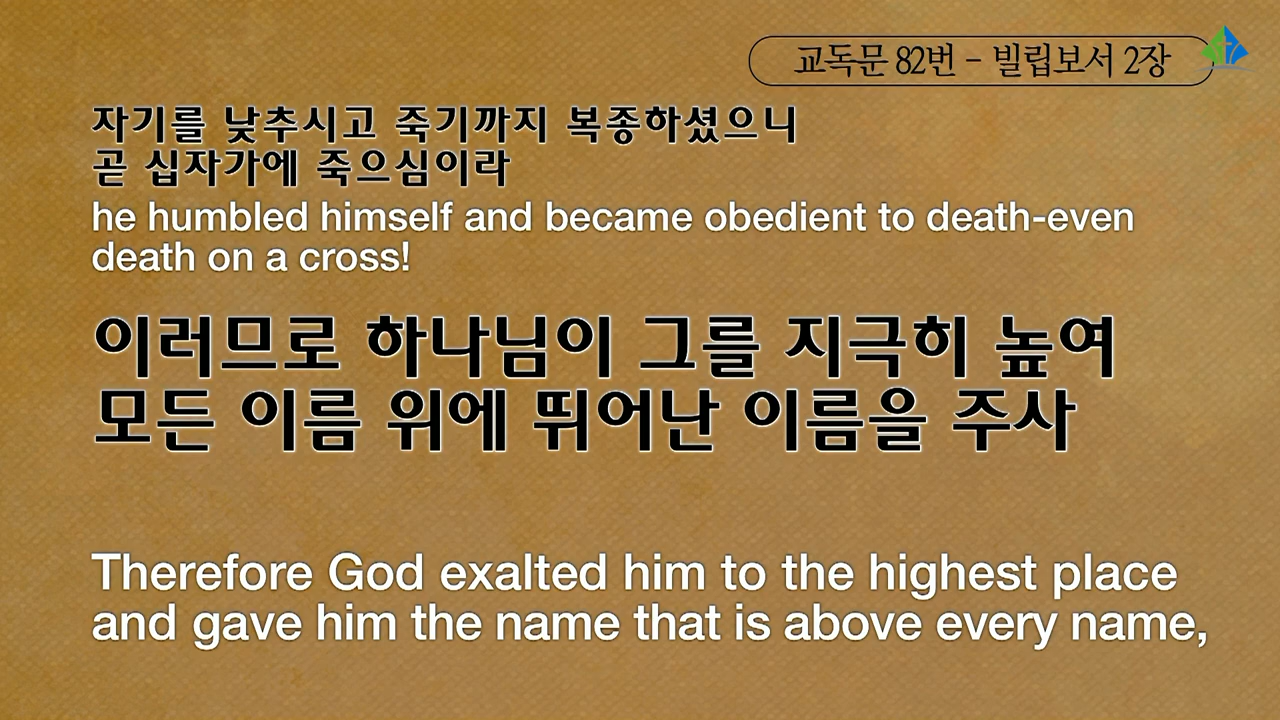 교독문 82번 - 빌립보서 2장
자기를 낮추시고 죽기까지 복종하셨으니
곧 십자가에 죽으심이라
he humbled himself and became obedient to death-even
death on a cross!
이러므로 하나님이 그를 지극히 높여
모든 이름 위에 뛰어난 이름을 주사
Therefore God exalted him to the highest place
and gave him the name that is above every name,